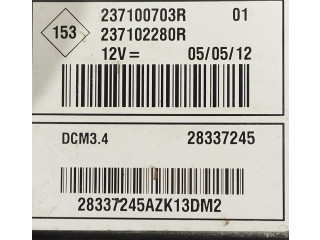 237100703R 01
153 237102280R
12V= 05/05/12
DCM3.4 28337245
28337245AZK13DM2